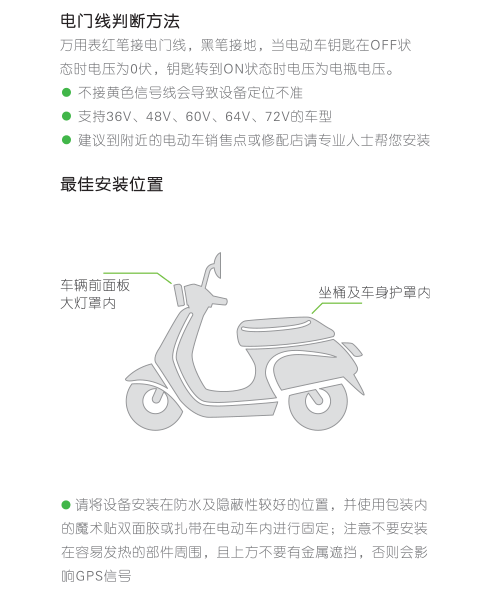 电门线判断方法
万用表红笔接电门线，黑笔接地，当电动车钥匙在OFF状
态时电压为0伏，钥匙转到ON状态时电压为电瓶电压。
不接黄色信号线会导致设备定位不准
支持36V、48V、60V、64V、72V的车型
建议到附近的电动车销售点或修配店请专业人士帮您安装
最佳安装位置
车辆前面板
大灯罩内
坐桶及车身护罩内
请将设备安装在防水及隐蔽性较好的位置，并使用包装内
的魔术贴双面胶或扎带在电动车内进行固定；注意不要安装
在容易发热的部件周围，且上方不要有金属遮挡，否则会影
响GPS信号